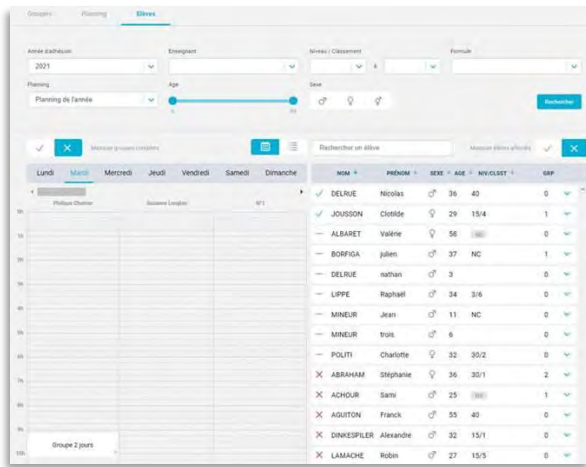 Groupes Planning Elèves
Année d'adhésion Enseignant Niveau / Classement Formule
2021 à
Planning Age Sexe
Planning de l'année Rechercher
Masquer groupes complets Rechercher un élève Masquer élèves affectés
Lundi Mardi Mercredi Jeudi Vendredi Samedi Dimanche NOM PRÉNOM SEXE AGE NIV/CLSST GRP
DELRUE Nicolas 36 40 0
Philippe Chatrier Suzanne Lenglen N°1
JOUSSON Clotilde 29 15/4 1
ALBARET Valérie 58 0
BORFIGA julien 37 NC 1
DELRUE nathan 3 0
LIPPE Raphaël 34 3/6 0
MINEUR Jean 11 NC 0
MINEUR trois 6 0
POLITI Charlotte 32 30/2 0
ABRAHAM Stéphanie 36 30/1 2
ACHOUR Sami 25 1
AGUITON Franck 55 40 0
DINKESPILER Alexandre 32 15/1 0
Groupe 2 jours
LAMACHE Robin 27 15/5 0